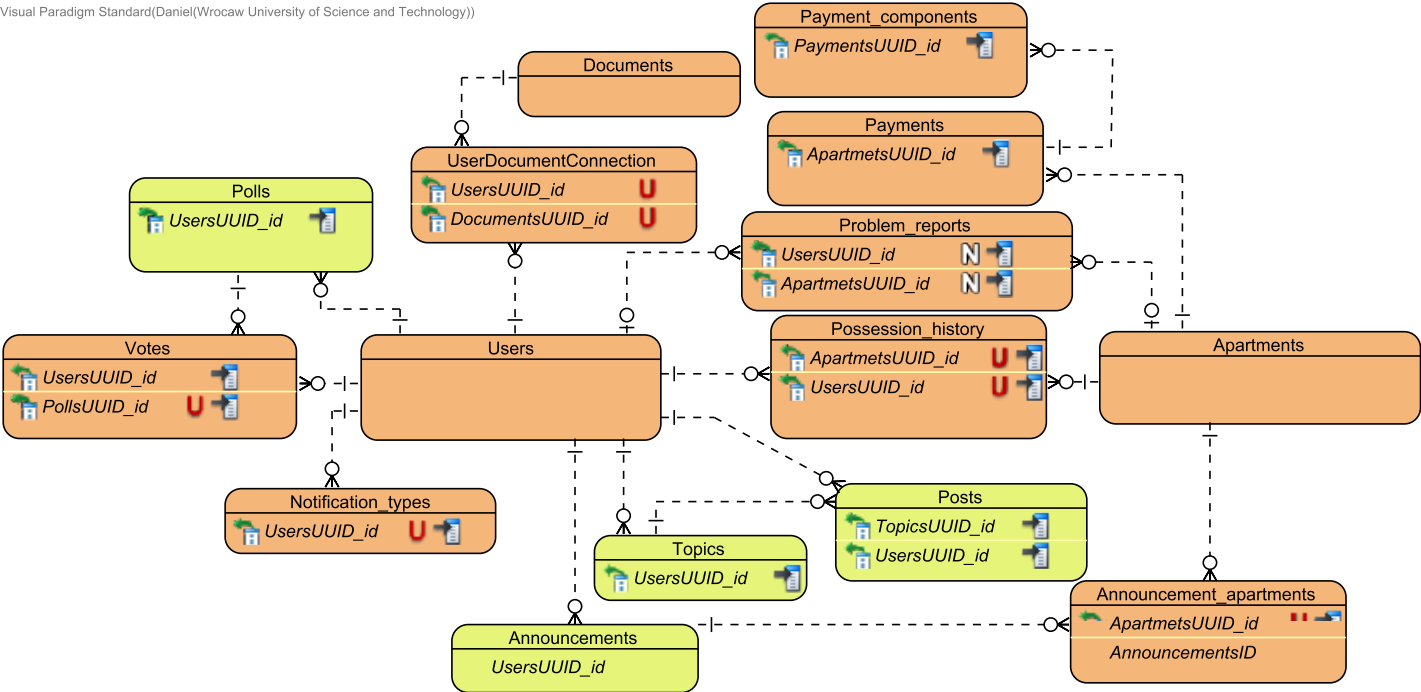 Visual Paradigm Standard(Daniel(Wrocaw University of Science and Technology))
Payment_components
PaymentsUUID_id
Documents
Payments
ApartmetsUUID_id
UserDocumentConnection
UsersUUID_id U
DocumentsUUID_id U
Polls
UsersUUID_id
Problem_reports
UsersUUID_id N
ApartmetsUUID_id N
Votes
UsersUUID_id
PollsUUID_id U
Users
Possession_history
ApartmetsUUID_id U
UsersUUID_id U
Apartments
Notification_types
UsersUUID_id U
Topics
UsersUUID_id
Posts
TopicsUUID_id
UsersUUID_id
Announcements
UsersUUID_id
Announcement_apartments
ApartmetsUUID_id U
AnnouncementsID